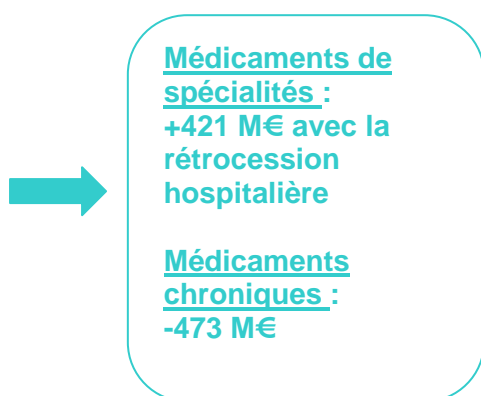 Médicaments de
spécialités :
+421 M€ avec la
rétrocession
hospitalière
Médicaments
chroniques :
-473 M€